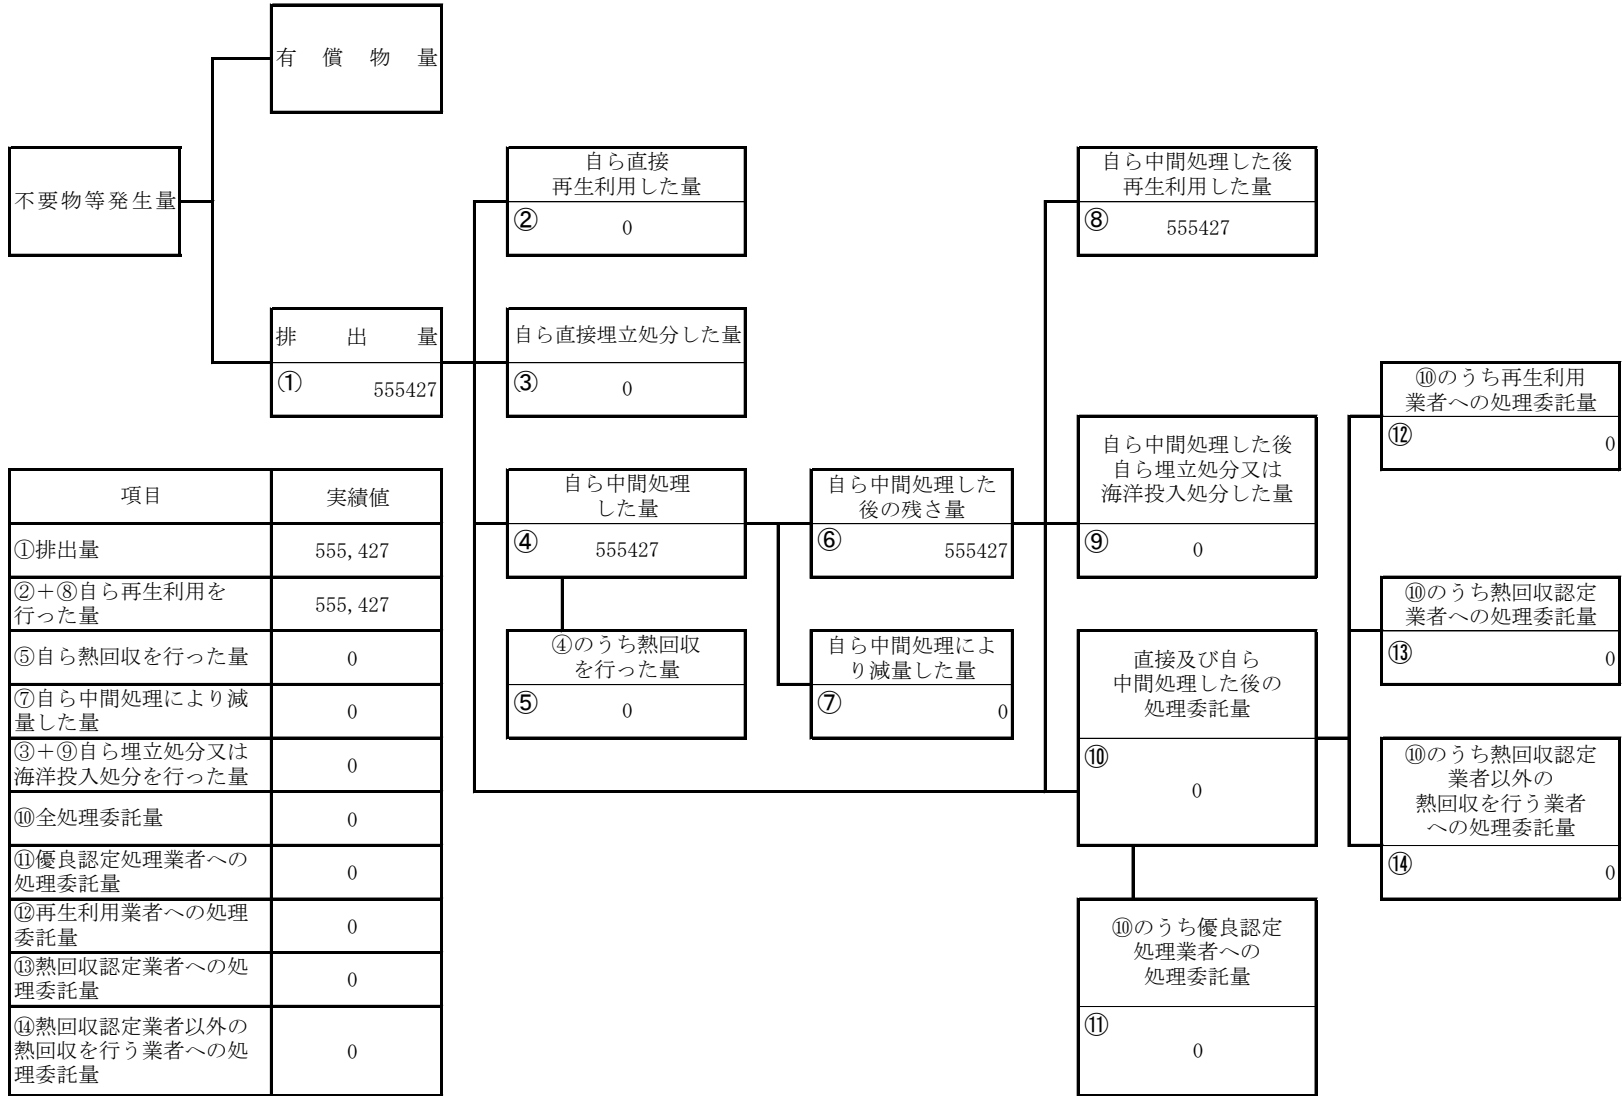 有償物量
不要物等発生量
自ら直接
再生利用した量
② 0
自ら中間処理した後
再生利用した量
⑧ 555427
排出量
① 555427
自ら直接埋立処分した量
③ 0
⑩のうち再生利用
業者への処理委託量
⑫ 0
自ら中間処理した後
自ら埋立処分又は
海洋投入処分した量
⑨ 0
自ら中間処理
した量
④ 555427
自ら中間処理した
後の残さ量
⑥ 555427
⑩のうち熱回収認定
業者への処理委託量
⑬ 0
④のうち熱回収
を行った量
⑤ 0
自ら中間処理によ
り減量した量
⑦ 0
直接及び自ら
中間処理した後の
処理委託量
⑩
0
⑩のうち熱回収認定
業者以外の
熱回収を行う業者
への処理委託量
⑭ 0
⑩のうち優良認定
処理業者への
処理委託量
⑪
0
項目 実績値
①排出量 555,427
②+⑧自ら再生利用を
行った量 555,427
⑤自ら熱回収を行った量 0
⑦自ら中間処理により減
量した量 0
③+⑨自ら埋立処分又は
海洋投入処分を行った量 0
⑩全処理委託量 0
⑪優良認定処理業者への
処理委託量 0
⑫再生利用業者への処理
委託量 0
⑬熱回収認定業者への処
理委託量 0
⑭熱回収認定業者以外の
熱回収を行う業者への処 0
理委託量